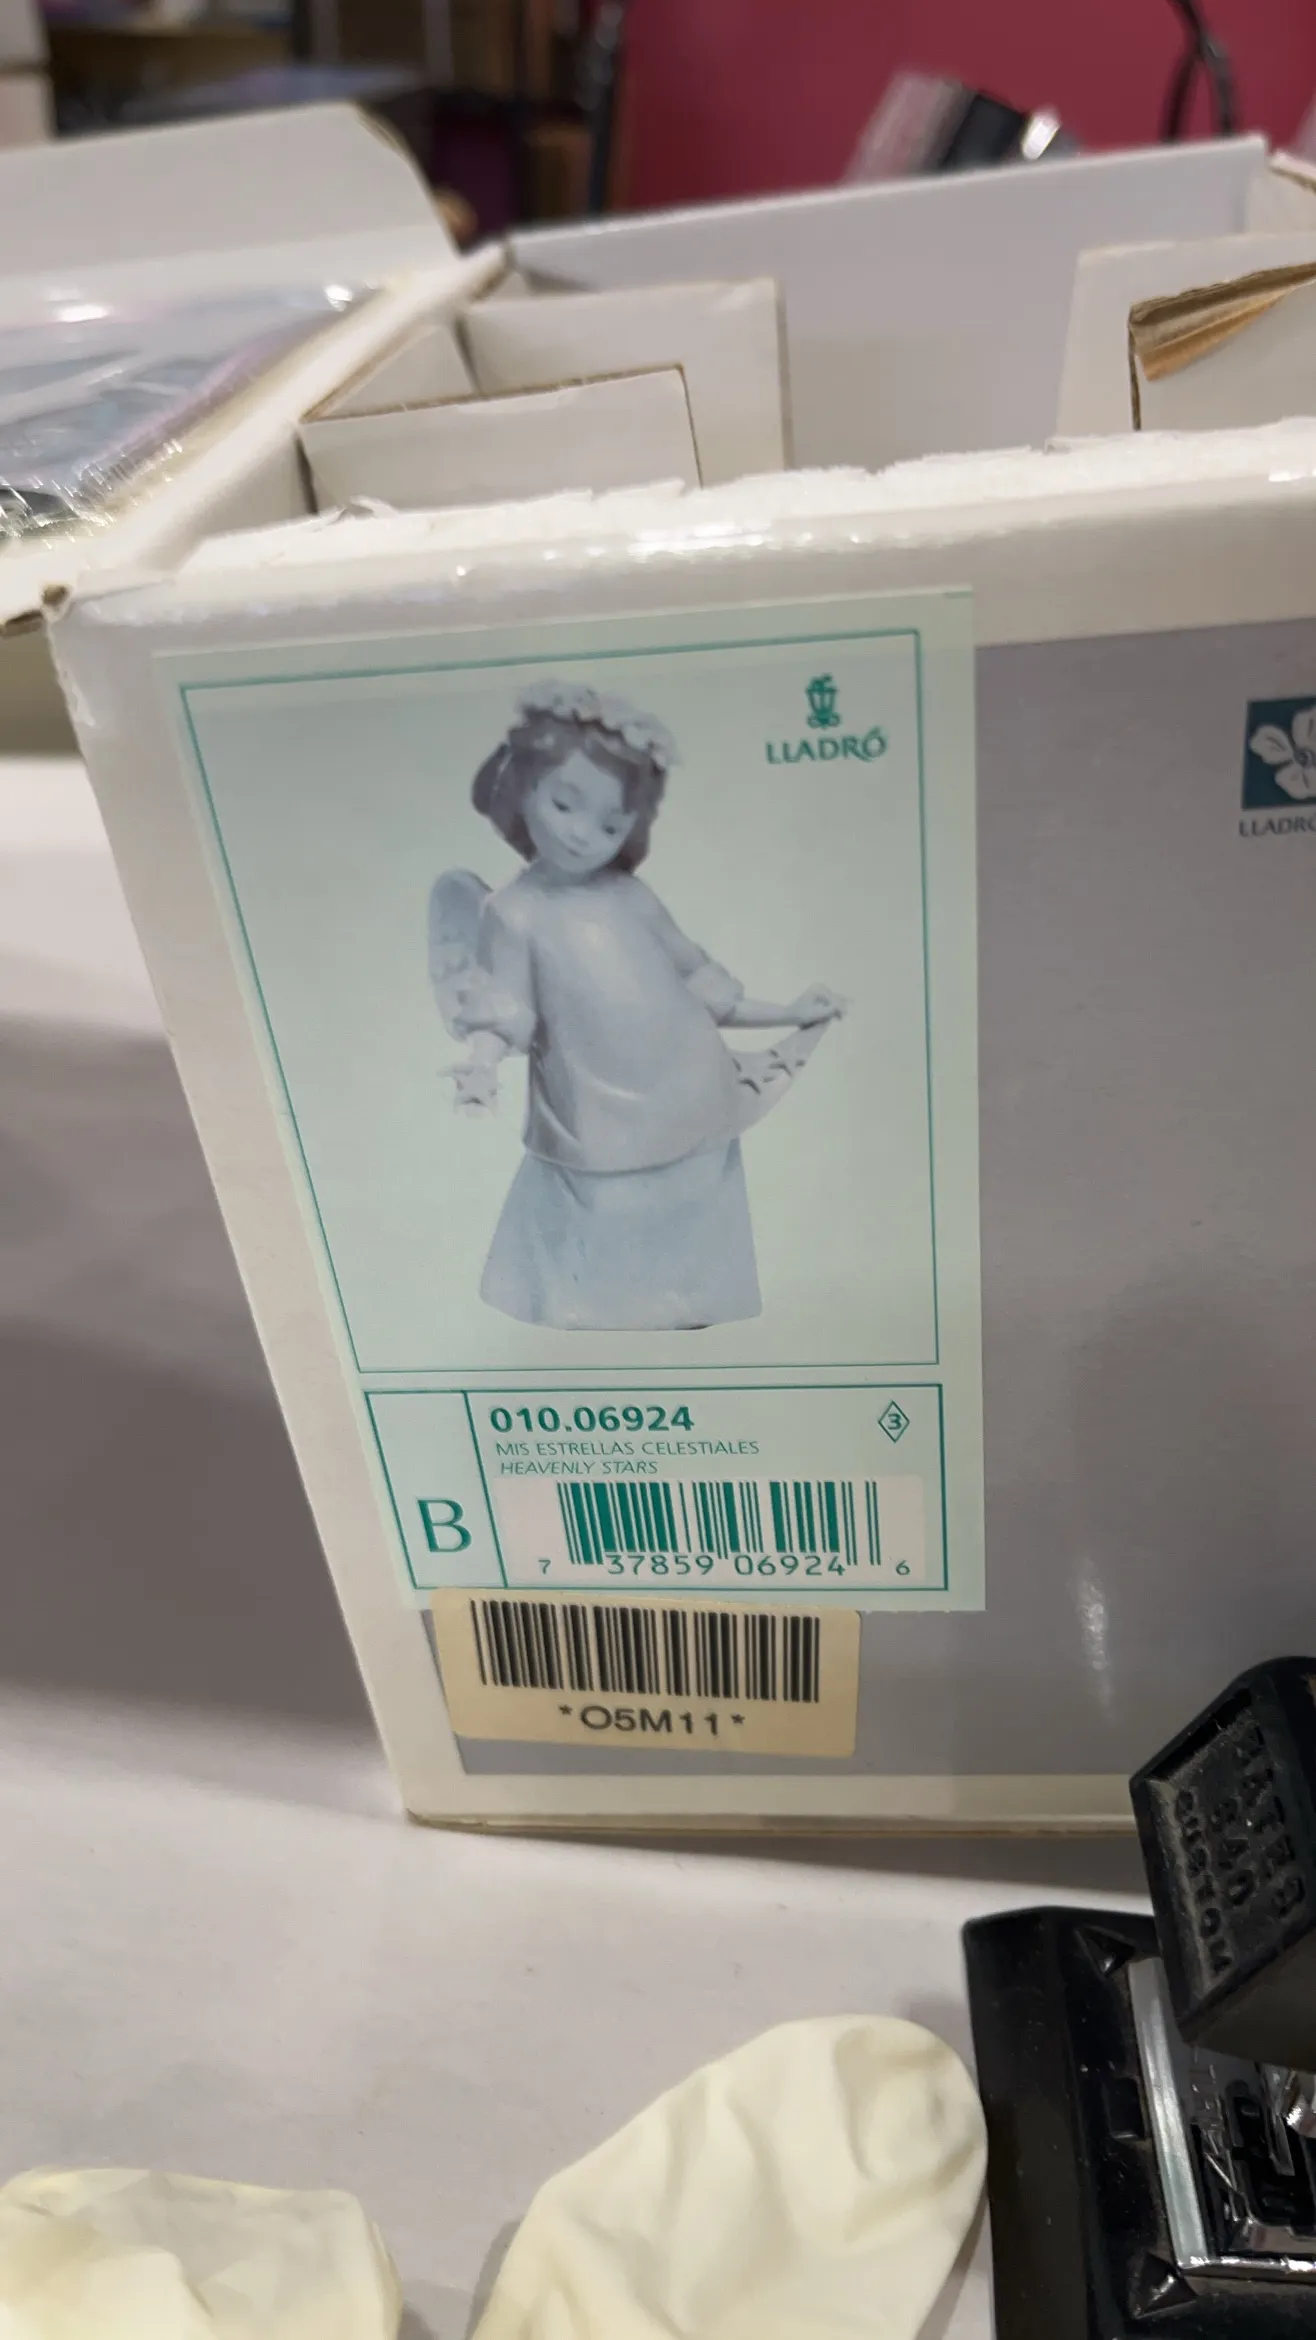 LLADRÓ
LLADRÓ
010.06924
3
MIS ESTRELLAS CELESTIALES
HEAVENLY STARS
B
7 37859 06924 6
*O5M11*